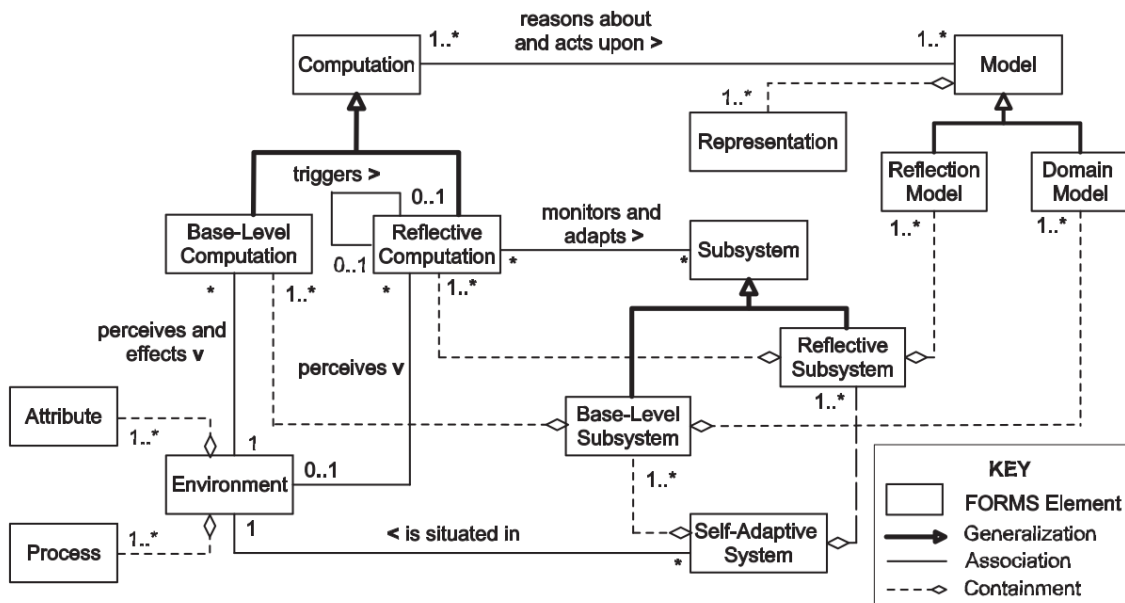 reasons about
and acts upon >
1..*
1..*
Computation
Model
1..*
Representation
triggers >
0..1
0..1
Reflection
Model
Domain
Model
1..*
1..*
Base-Level
Computation
Reflective
Computation
monitors and
adapts >
*
*
Subsystem
*
1..*
*
1..*
perceives and
effects v
perceives v
Reflective
Subsystem
1..*
Attribute
1..*
Base-Level
Subsystem
1..*
1
0..1
Environment
1
Process
1..*
< is situated in
*
Self-Adaptive
System
KEY
FORMS Element
Generalization
Association
Containment